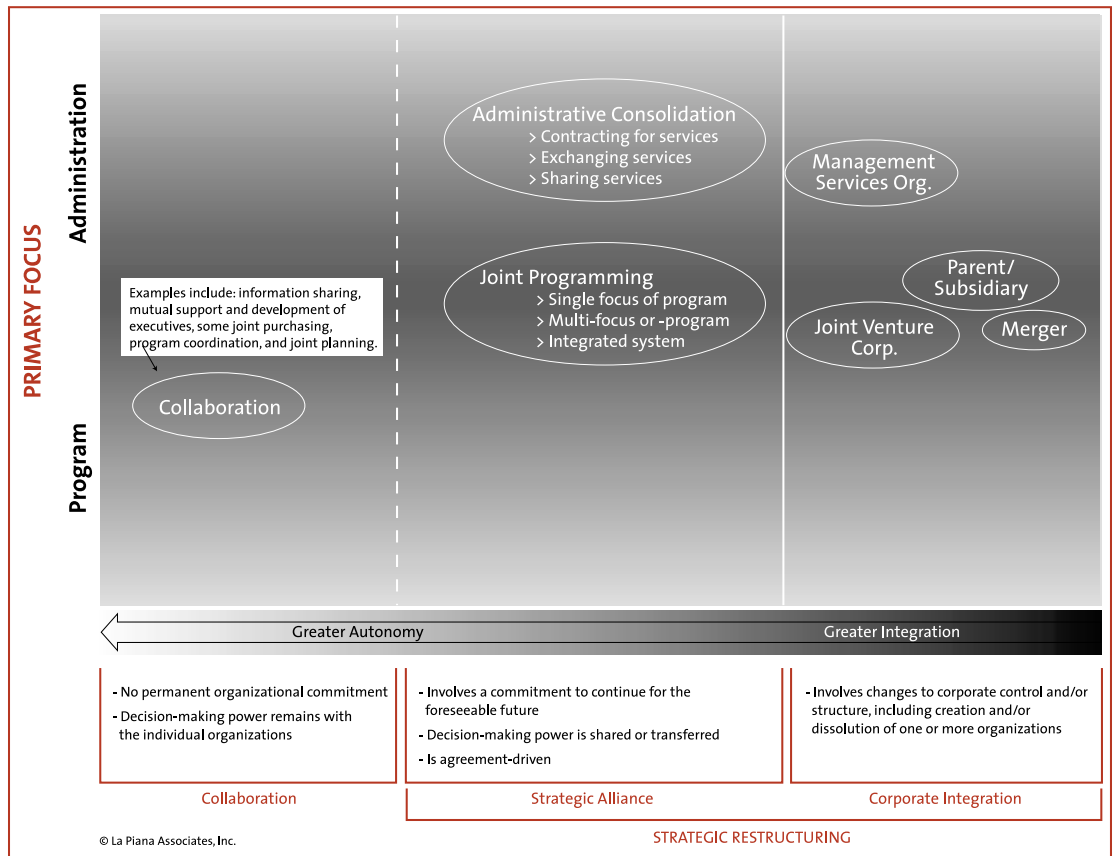 PRIMARY FOCUS
Administration
Program
Administrative Consolidation
> Contracting for services
> Exchanging services
> Sharing services
Management
Services Org.
Joint Programming
> Single focus of program
> Multi-focus or -program
> Integrated system
Parent/
Subsidiary
Joint Venture
Corp.
Merger
Examples include: information sharing,
mutual support and development of
executives, some joint purchasing,
program coordination, and joint planning.
Collaboration
Greater Autonomy
Greater Integration
- No permanent organizational commitment
- Decision-making power remains with
the individual organizations
- Involves a commitment to continue for the
foreseeable future
- Decision-making power is shared or transferred
- Is agreement-driven
- Involves changes to corporate control and/or
structure, including creation and/or
dissolution of one or more organizations
Collaboration
Strategic Alliance
Corporate Integration
STRATEGIC RESTRUCTURING
© La Piana Associates, Inc.